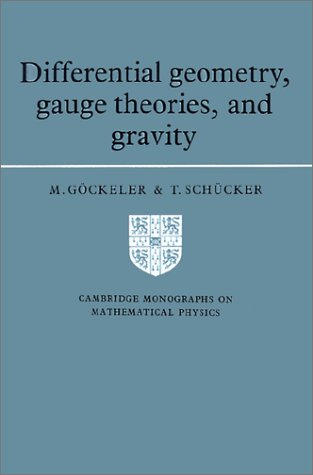 Differential geometry,
gauge theories, and
gravity
M. GÖCKELER & T. SCHÜCKER
CAMBRIDGE MONOGRAPHS ON
MATHEMATICAL PHYSICS